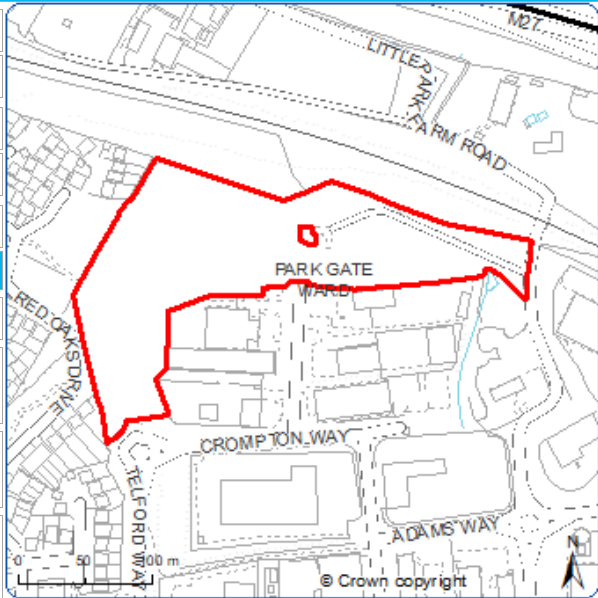 M27
LITTLE PARK FARM ROAD
PARK GATE
WARD
RED OAKS DRIVE
CROMPTON WAY
TELFORD WAY
ADAMS WAY
N
0 50 100 m
© Crown copyright